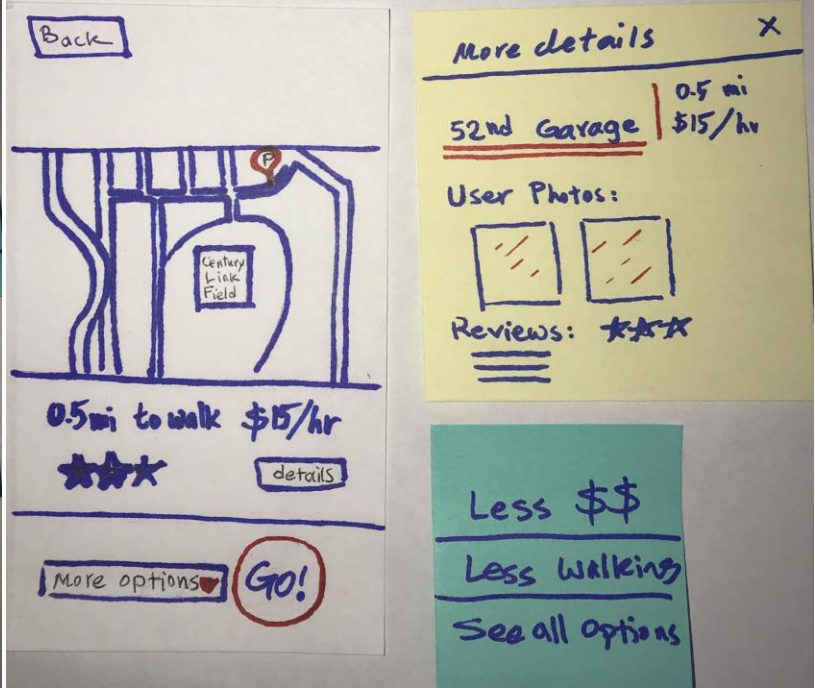 Back
P
Century
Link
Field
0.5mi to walk $15/hr
details
More options
Go!
More details X
52nd Garage
0.5 mi
$15/hr
User Photos:
Reviews:
Less $$
Less Walking
See all options